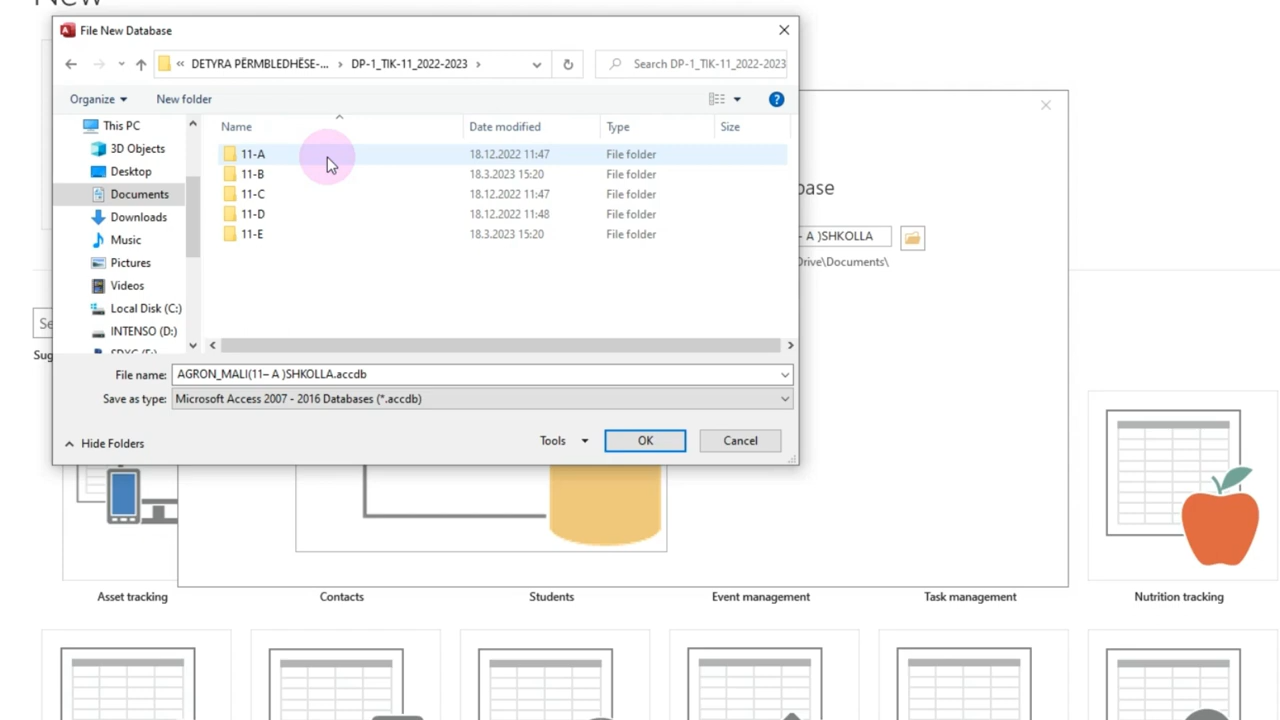 New
File New Database
« DETYRA PËRMBLEDHËSE-... › DP-1_TIK-11_2022-2023 ›
Search DP-1_TIK-11_2022-2023
Organize
New folder
?
This PC
3D Objects
Desktop
Documents
Downloads
Music
Pictures
Videos
Local Disk (C:)
INTENSO (D:)
Name Date modified Type Size
11-A 18.12.2022 11:47 File folder
11-B 18.3.2023 15:20 File folder
11-C 18.12.2022 11:47 File folder
11-D 18.12.2022 11:48 File folder
11-E 18.3.2023 15:20 File folder
File name: AGRON_MALI(11– A )SHKOLLA.accdb
Save as type: Microsoft Access 2007 - 2016 Databases (*.accdb)
Hide Folders
Tools
OK
Cancel
base
– A )SHKOLLA
Drive\Documents\
Se
Sug
Asset tracking
Contacts
Students
Event management
Task management
Nutrition tracking